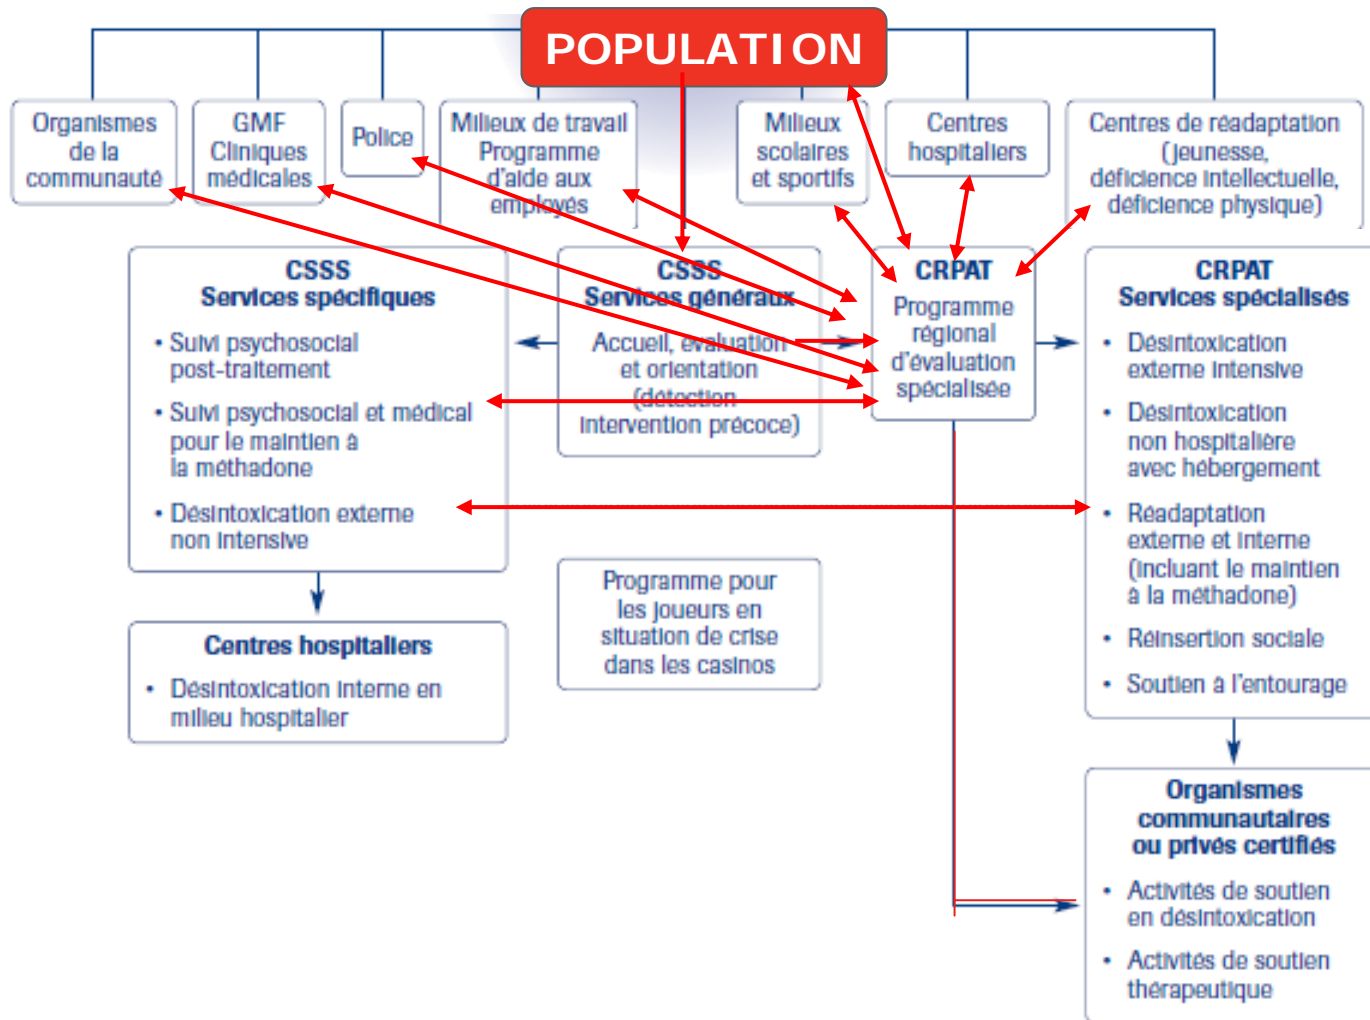 POPULATION
Organismes
de la
communauté
GMF
Cliniques
médicales
Police
Milieux de travail
Programme
d'aide aux
employés
Milieux
scolaires
et sportifs
Centres
hospitaliers
Centres de réadaptation
(jeunesse,
déficience intellectuelle,
déficience physique)
CSSS
Services spécifiques
• Suivi psychosocial
post-traitement
• Suivi psychosocial et médical
pour le maintien à
la méthadone
• Désintoxication externe
non intensive
CSSS
Services généraux
Accueil, évaluation
et orientation
(détection
intervention précoce)
CRPAT
Programme
régional
d'évaluation
spécialisée
CRPAT
Services spécialisés
• Désintoxication
externe intensive
• Désintoxication
non hospitalière
avec hébergement
• Réadaptation
externe et interne
(incluant le maintien
à la méthadone)
• Réinsertion sociale
• Soutien à l'entourage
Centres hospitaliers
• Désintoxication interne en
milieu hospitalier
Programme pour
les joueurs en
situation de crise
dans les casinos
Organismes
communautaires
ou privés certifiés
• Activités de soutien
en désintoxication
• Activités de soutien
thérapeutique